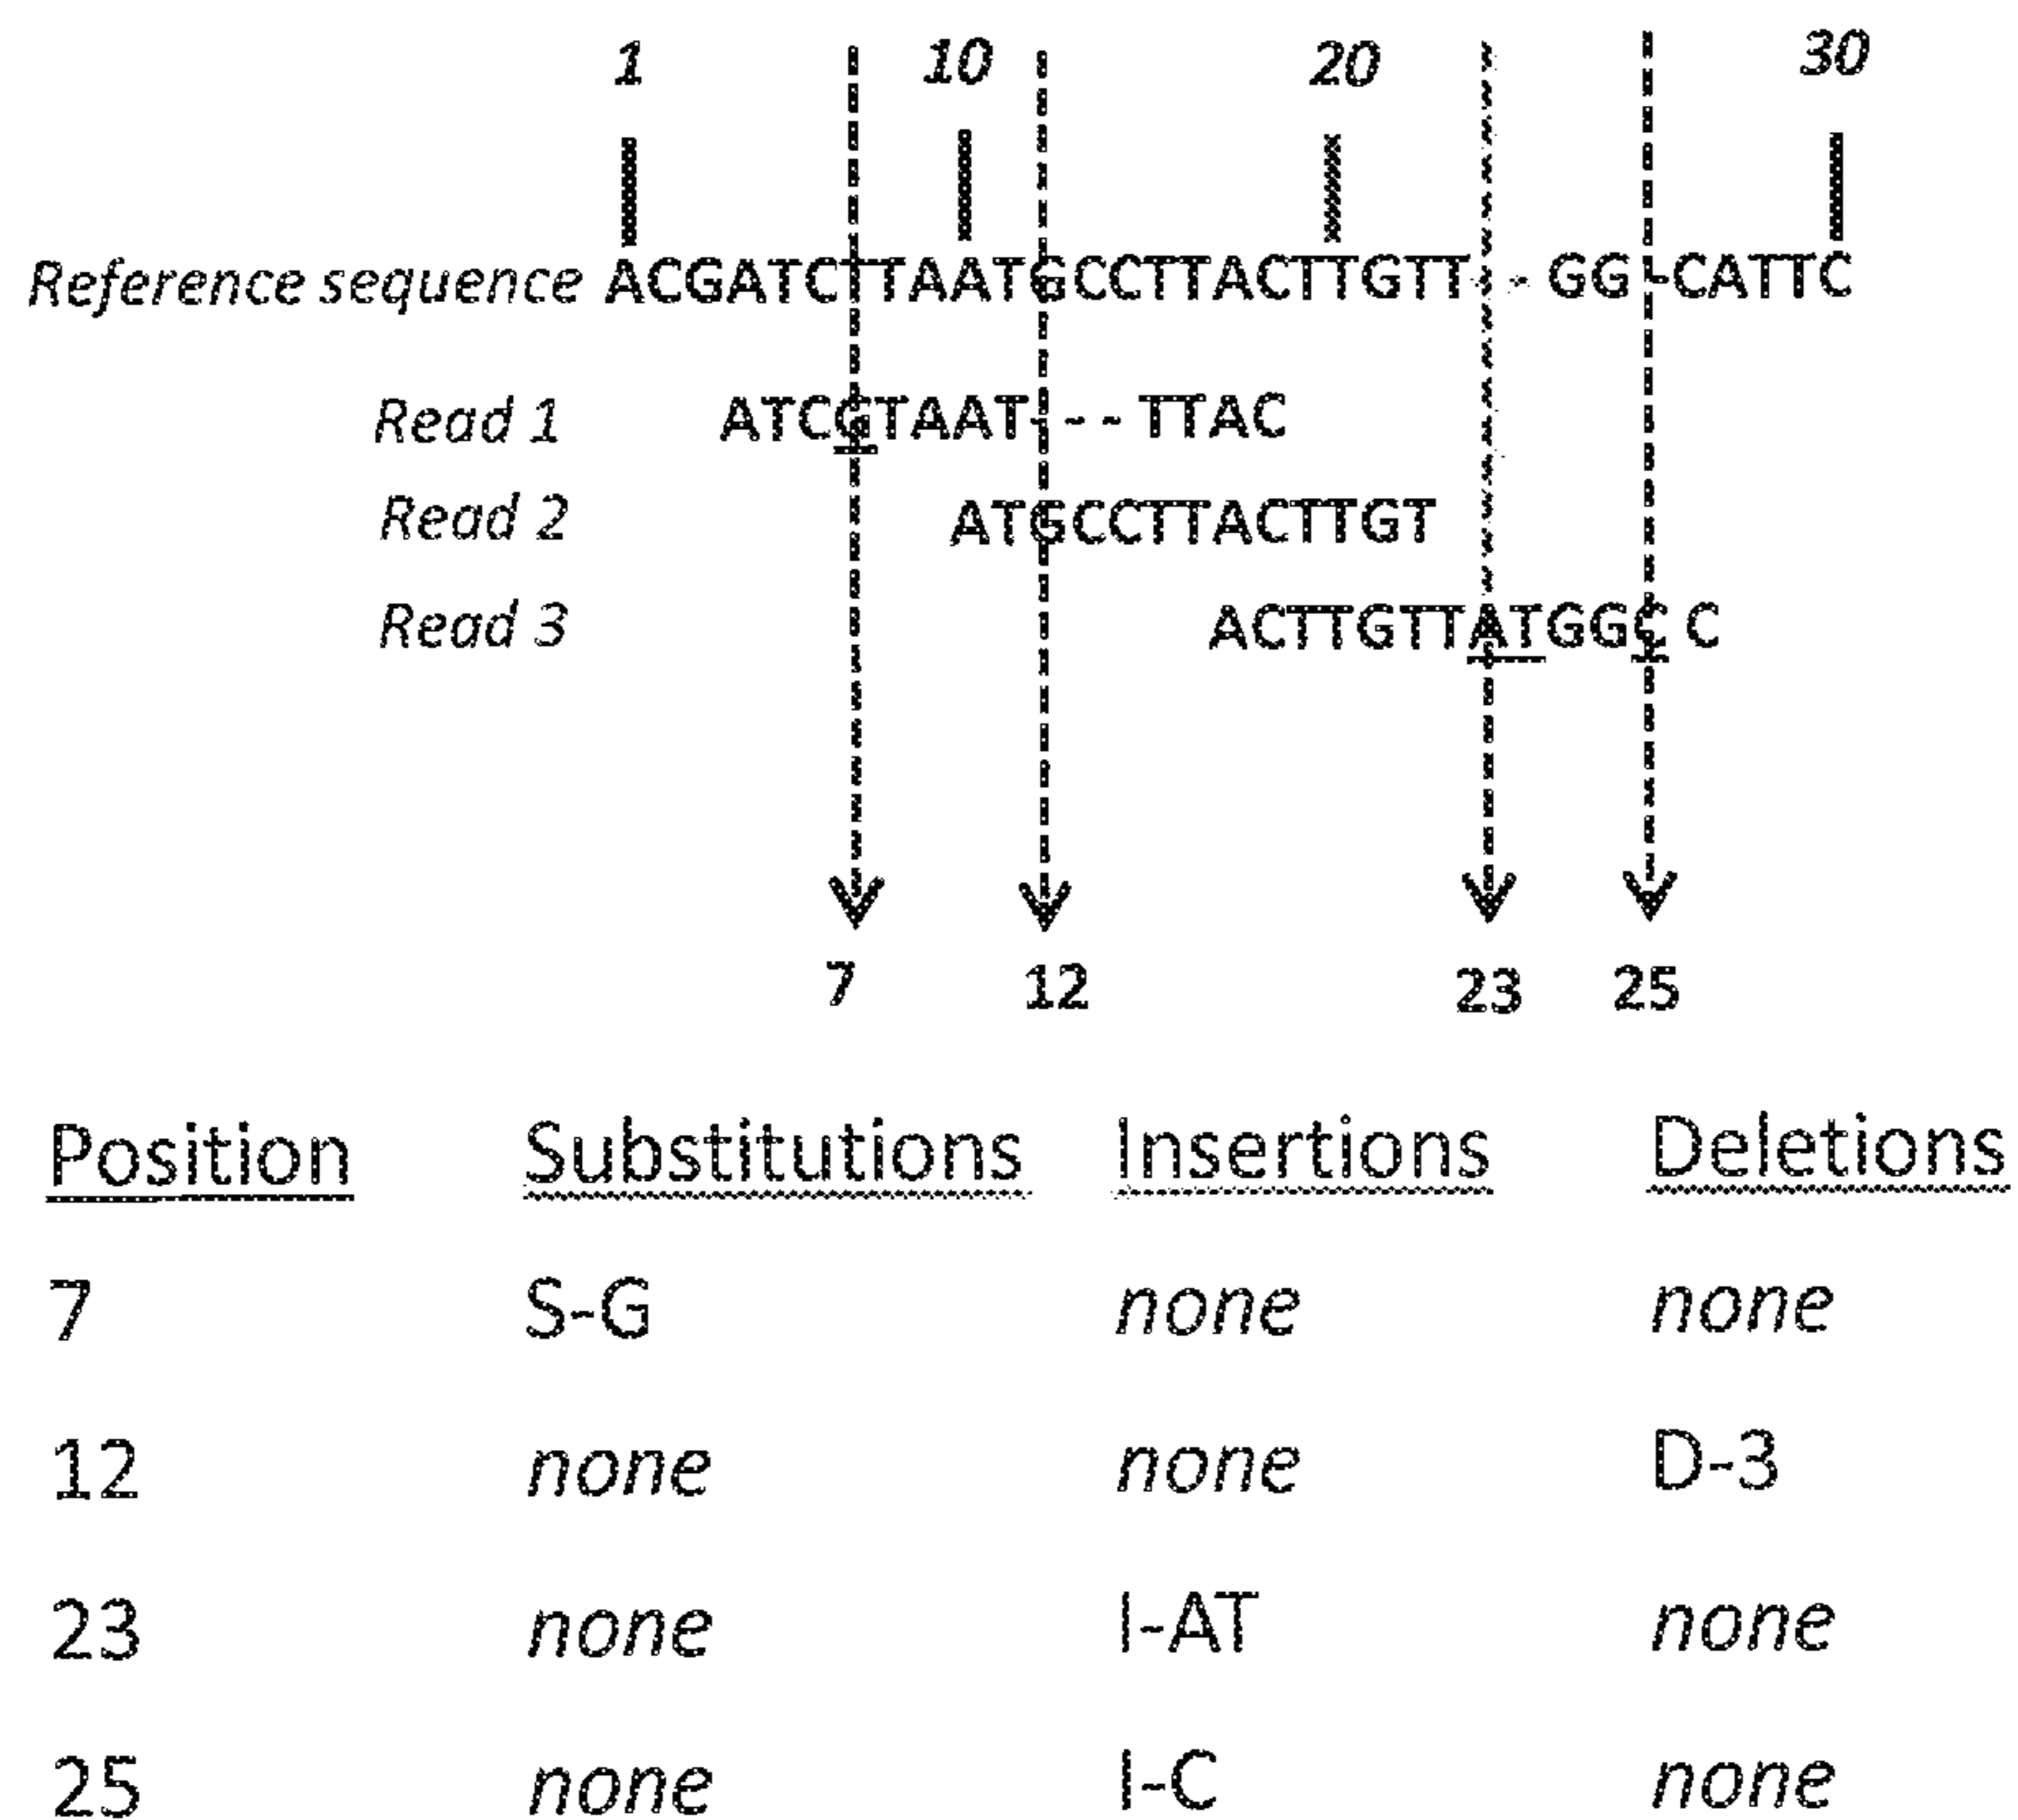 1 10 20 30
Reference sequence ACGATCTTAATGCCTTACTTGTT--GG-CATTC
Read 1 ATCGTAAT---TTAC
Read 2 ATGCCTTACTTGT
Read 3 ACTTGTTATGGC C
7 12 23 25
Position Substitutions Insertions Deletions
7 S-G none none
12 none none D-3
23 none I-AT none
25 none I-C none